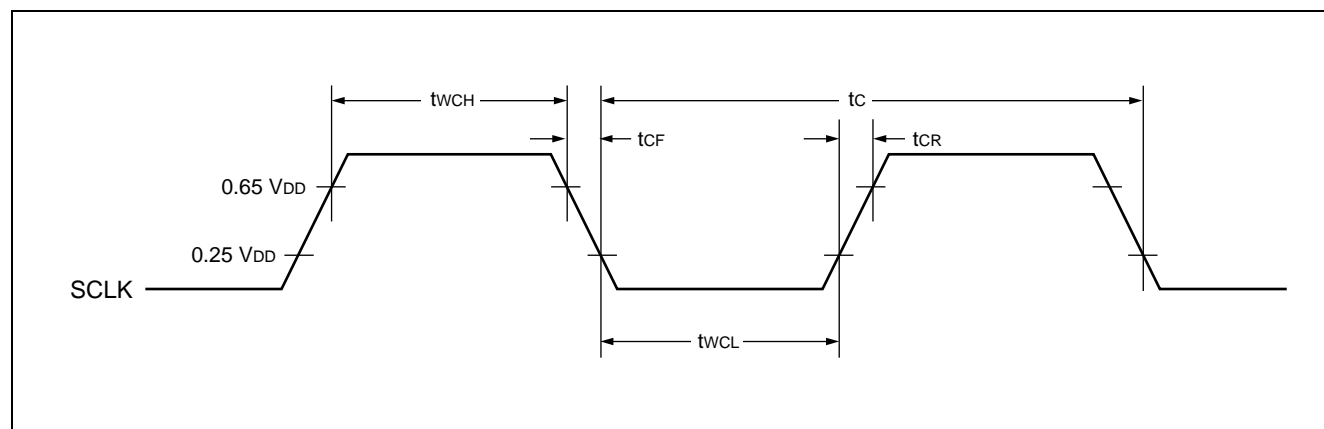 tWCH
tC
tCF
tCR
0.65 VDD
0.25 VDD
SCLK
tWCL